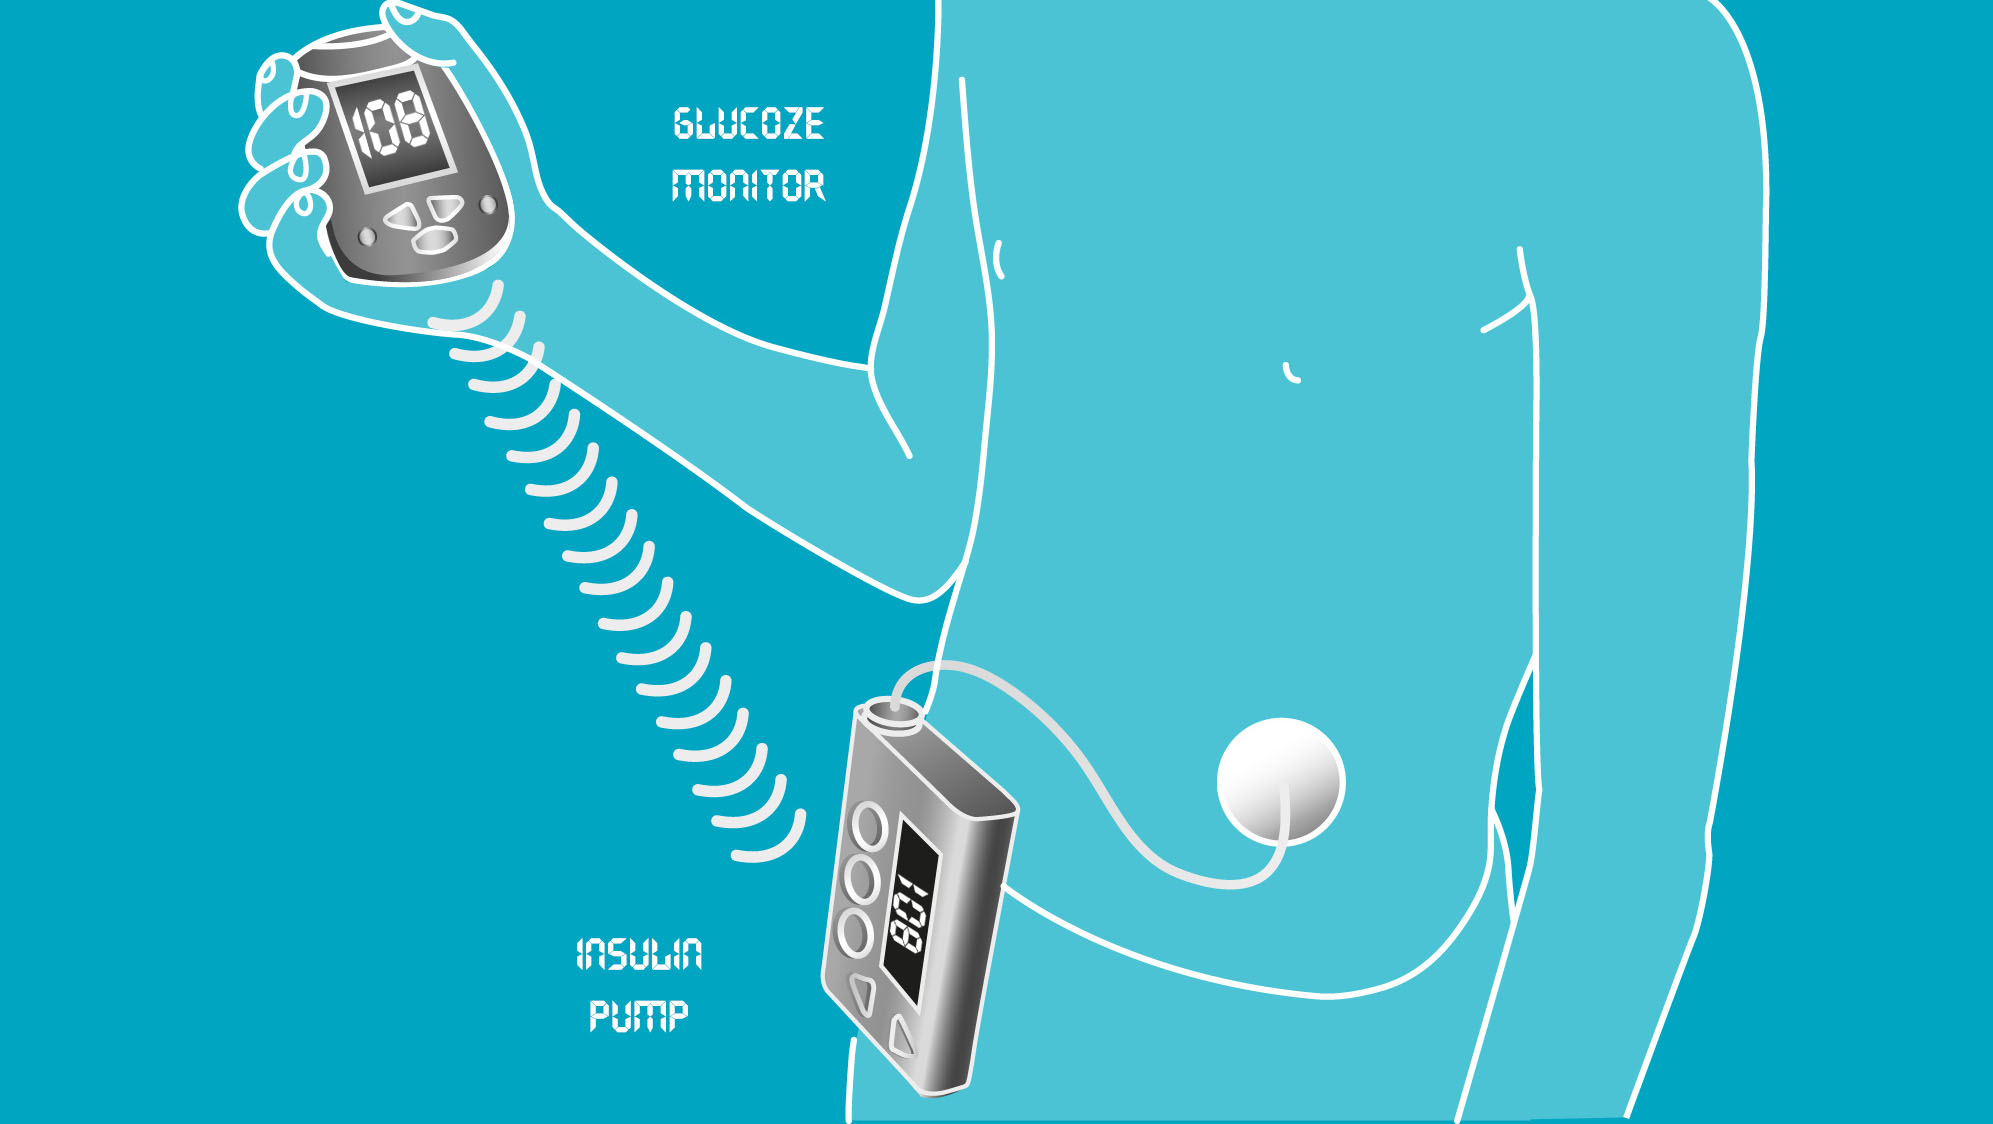 108
GLUCOZE
MONITOR
108
INSULIN
PUMP